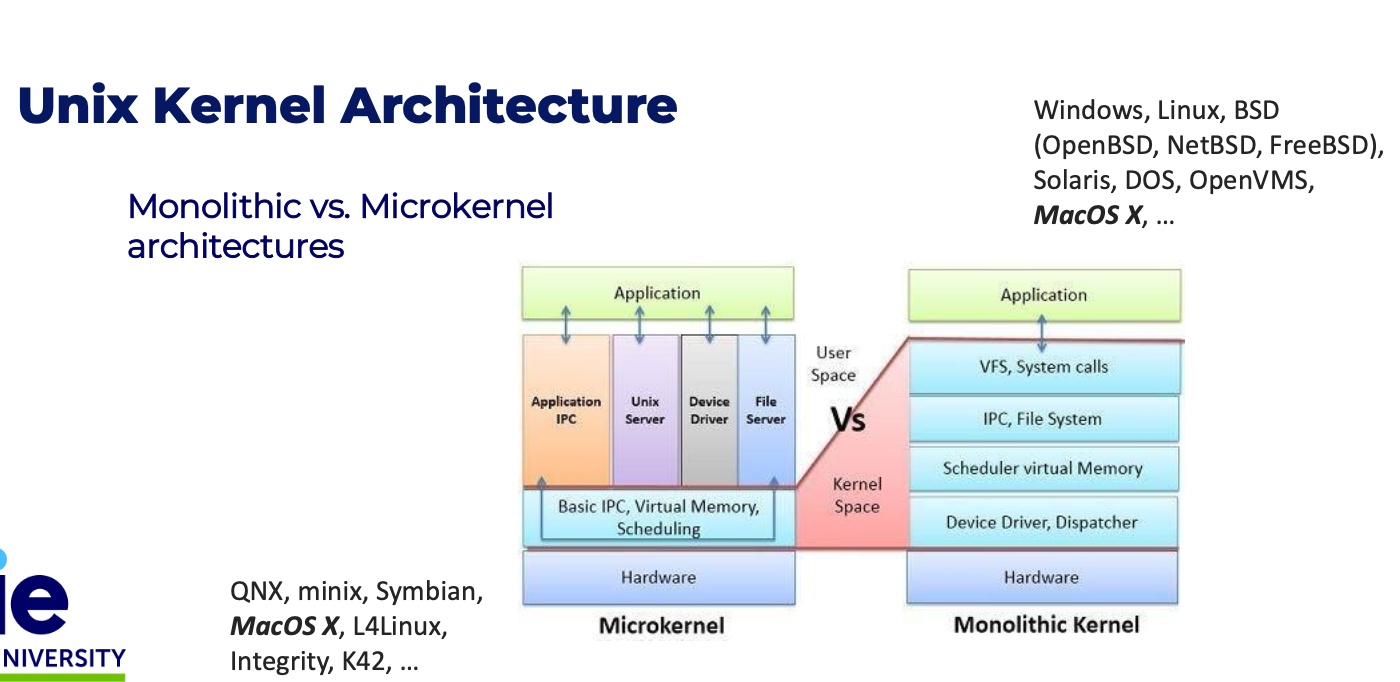 Unix Kernel Architecture
Windows, Linux, BSD
(OpenBSD, NetBSD, FreeBSD),
Solaris, DOS, OpenVMS,
MacOS X, ...
Monolithic vs. Microkernel
architectures
Application
Application
IPC
Unix
Server
Device
Driver
File
Server
Basic IPC, Virtual Memory,
Scheduling
Hardware
Microkernel
User
Space
Vs
Kernel
Space
Application
VFS, System calls
IPC, File System
Scheduler virtual Memory
Device Driver, Dispatcher
Hardware
Monolithic Kernel
QNX, minix, Symbian,
MacOS X, L4Linux,
Integrity, K42, ...
ie
NIVERSITY